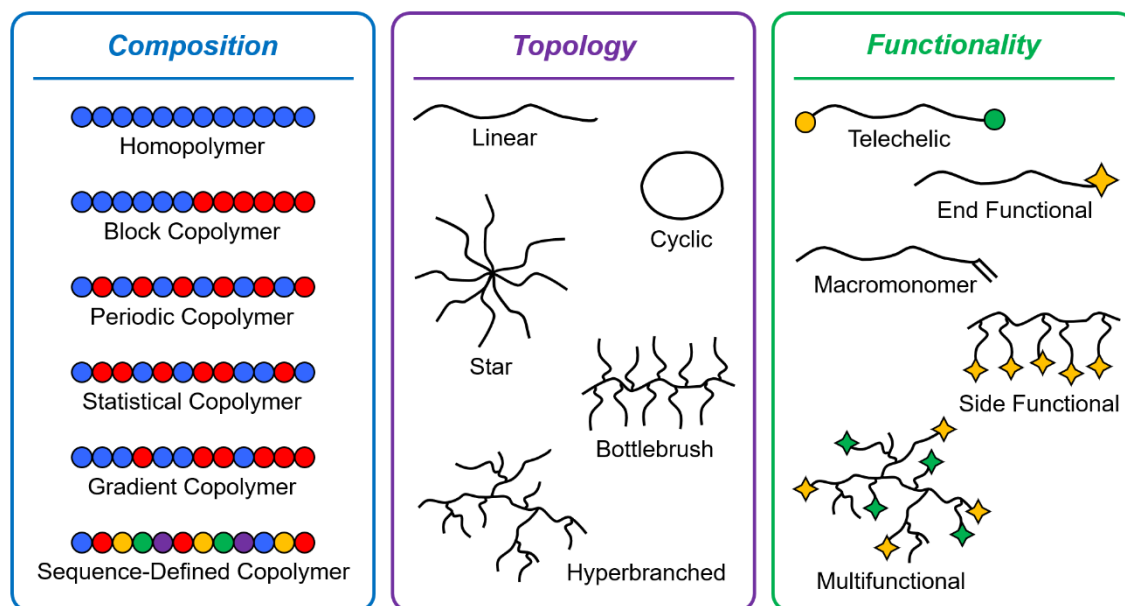 Composition
Homopolymer
Block Copolymer
Periodic Copolymer
Statistical Copolymer
Gradient Copolymer
Sequence-Defined Copolymer
Topology
Linear
Cyclic
Star
Bottlebrush
Hyperbranched
Functionality
Telechelic
End Functional
Macromonomer
Side Functional
Multifunctional